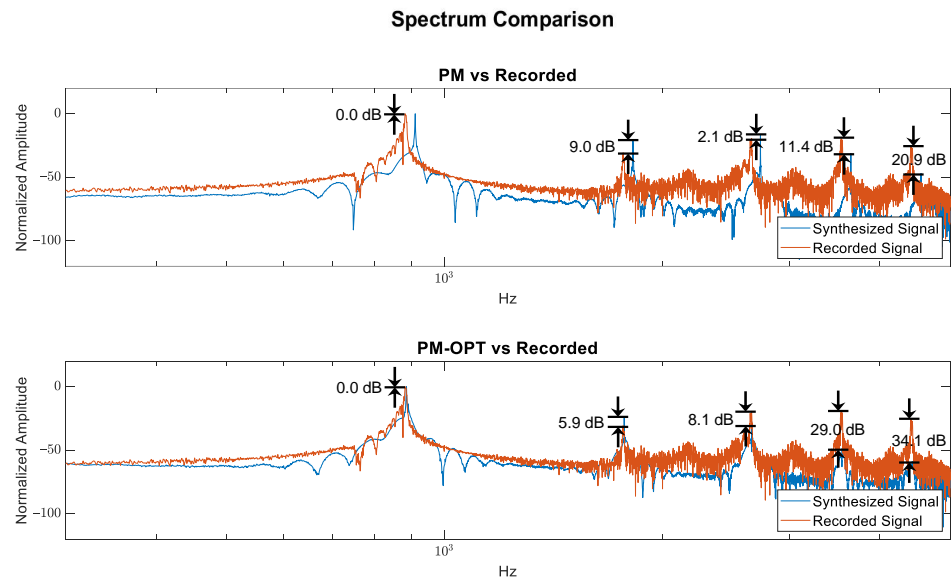 Spectrum Comparison
PM vs Recorded
Normalized Amplitude
0
−50
−100
0.0 dB
9.0 dB
2.1 dB
11.4 dB
20.9 dB
Synthesized Signal
Recorded Signal
10³
Hz
PM-OPT vs Recorded
Normalized Amplitude
0
−50
−100
0.0 dB
5.9 dB
8.1 dB
29.0 dB
34.1 dB
Synthesized Signal
Recorded Signal
10³
Hz